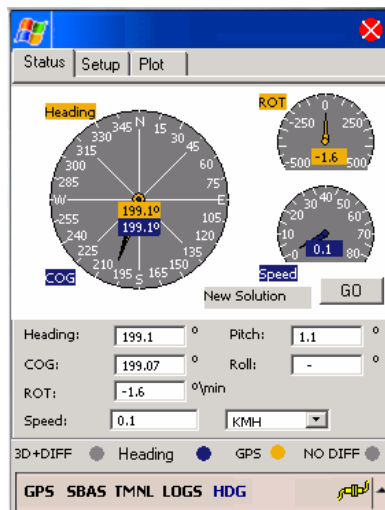 Status Setup Plot
Heading
ROT
N 15 30 45 60 75 E 105 120 135 150 165 S 195 210 225 240 255 W 285 300 315 330 345
199.1º
199.1º
-500 -250 0 250 500
-1.6
COG
0 10 20 30 40 50 60 70 80
0.1
Speed
New Solution GO
Heading: 199.1 º Pitch: 1.1 º
COG: 199.07 º Roll: - º
ROT: -1.6 º\min
Speed: 0.1 KMH
3D+DIFF Heading GPS NO DIFF
GPS SBAS TMNL LOGS HDG